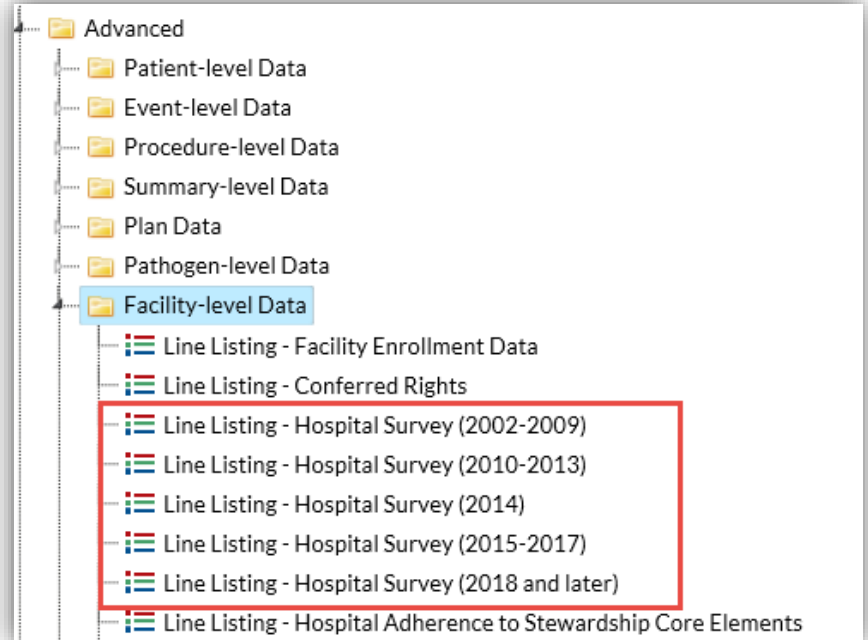 Advanced
Patient-level Data
Event-level Data
Procedure-level Data
Summary-level Data
Plan Data
Pathogen-level Data
Facility-level Data
Line Listing - Facility Enrollment Data
Line Listing - Conferred Rights
Line Listing - Hospital Survey (2002-2009)
Line Listing - Hospital Survey (2010-2013)
Line Listing - Hospital Survey (2014)
Line Listing - Hospital Survey (2015-2017)
Line Listing - Hospital Survey (2018 and later)
Line Listing - Hospital Adherence to Stewardship Core Elements